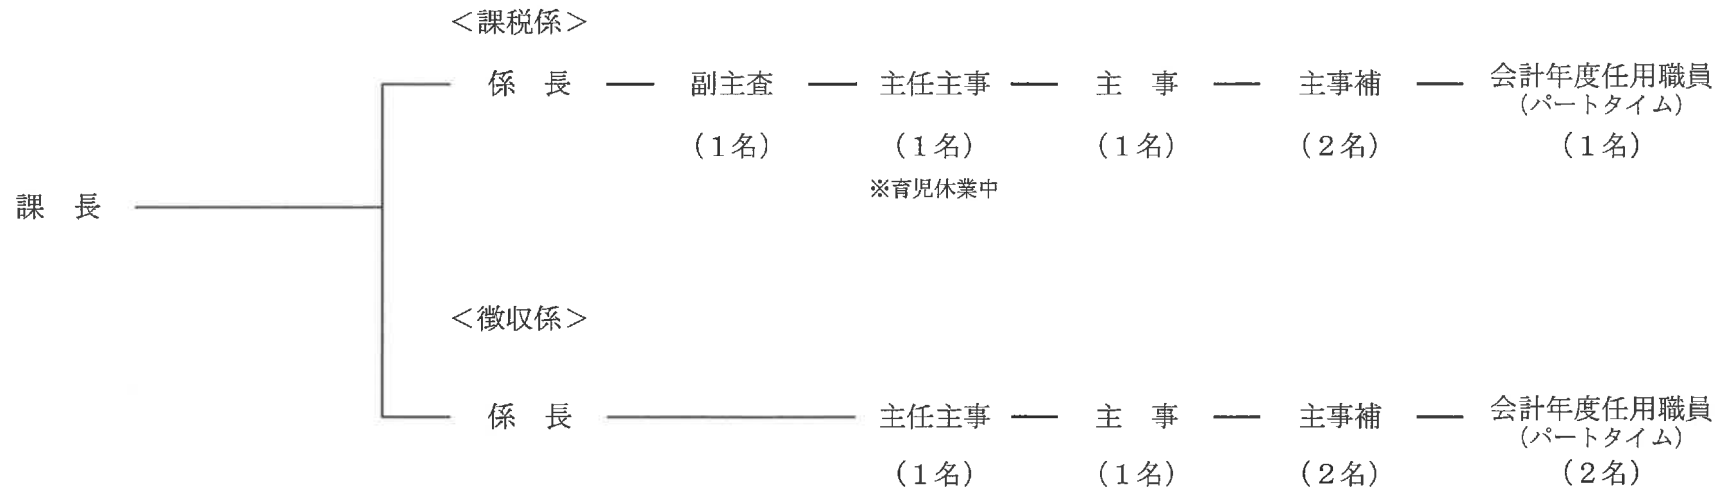 ＜課税係＞
係　長 ― 副主査 ― 主任主事 ― 主　事 ― 主事補 ― 会計年度任用職員
（パートタイム）
（１名） （１名） （１名） （２名） （１名）
※育児休業中
課　長
＜徴収係＞
係　長 ― 主任主事 ― 主　事 ― 主事補 ― 会計年度任用職員
（パートタイム）
（１名） （１名） （２名） （２名）